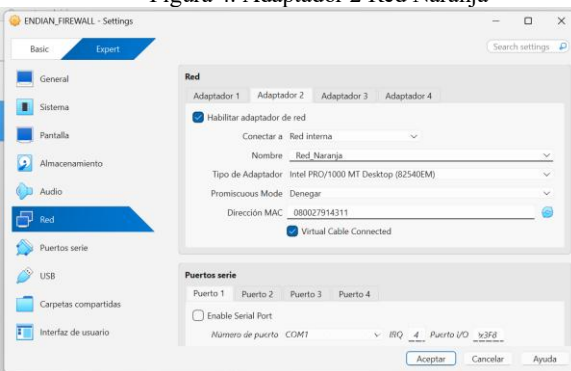 Figura 4. Adaptador 2 Red Naranja
ENDIAN_FIREWALL - Settings
Basic Expert
Search settings
General
Sistema
Pantalla
Almacenamiento
Audio
Red
Puertos serie
USB
Carpetas compartidas
Interfaz de usuario
Red
Adaptador 1 Adaptador 2 Adaptador 3 Adaptador 4
Habilitar adaptador de red
Conectar a Red interna
Nombre Red_Naranja
Tipo de Adaptador Intel PRO/1000 MT Desktop (82540EM)
Promiscuous Mode Denegar
Dirección MAC 080027914311
Virtual Cable Connected
Puertos serie
Puerto 1 Puerto 2 Puerto 3 Puerto 4
Enable Serial Port
Número de puerto COM1 IRQ 4 Puerto I/O
Aceptar Cancelar Ayuda